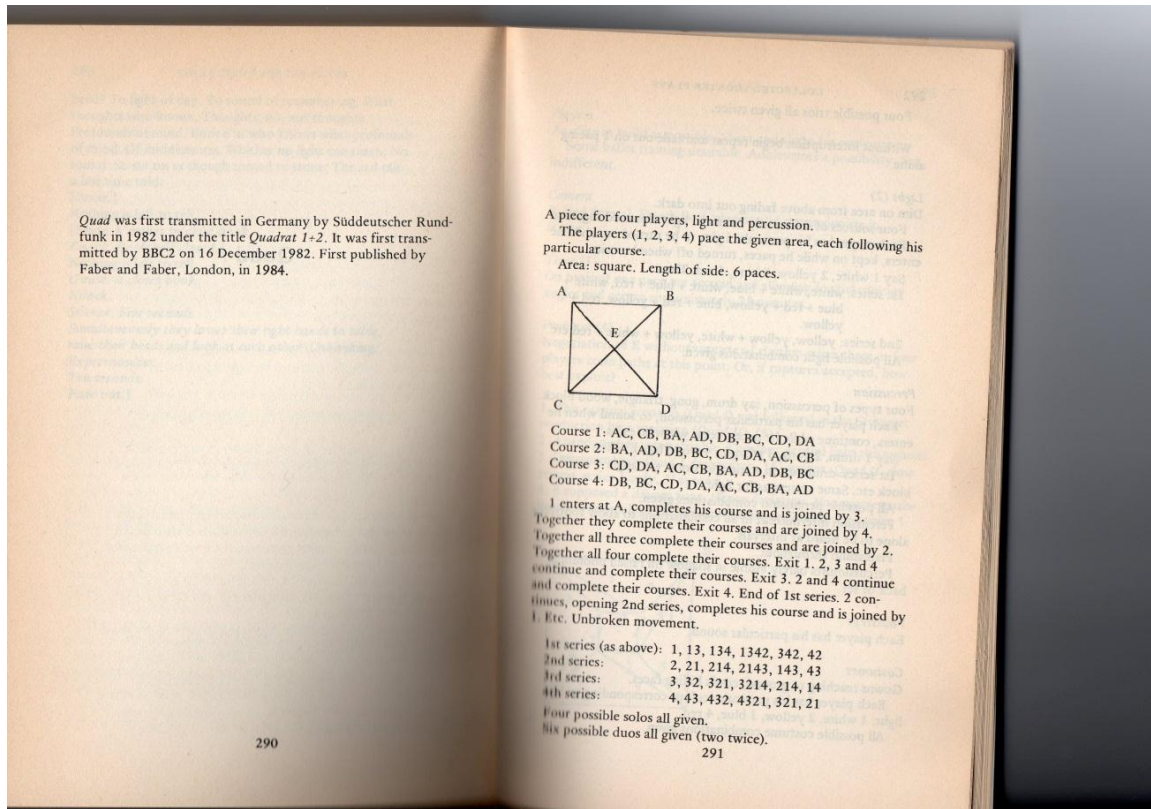 Quad was first transmitted in Germany by Süddeutscher Rund-
funk in 1982 under the title Quadrat 1+2. It was first trans-
mitted by BBC2 on 16 December 1982. First published by
Faber and Faber, London, in 1984.
290
A piece for four players, light and percussion.
The players (1, 2, 3, 4) pace the given area, each following his
particular course.
Area: square. Length of side: 6 paces.
A B
E
C D
Course 1: AC, CB, BA, AD, DB, BC, CD, DA
Course 2: BA, AD, DB, BC, CD, DA, AC, CB
Course 3: CD, DA, AC, CB, BA, AD, DB, BC
Course 4: DB, BC, CD, DA, AC, CB, BA, AD
1 enters at A, completes his course and is joined by 3.
Together they complete their courses and are joined by 4.
Together all three complete their courses and are joined by 2.
Together all four complete their courses. Exit 1. 2, 3 and 4
continue and complete their courses. Exit 3. 2 and 4 continue
and complete their courses. Exit 4. End of 1st series. 2 con-
tinues, opening 2nd series, completes his course and is joined by
1. Etc. Unbroken movement.
1st series (as above): 1, 13, 134, 1342, 342, 42
2nd series: 2, 21, 214, 2143, 143, 43
3rd series: 3, 32, 321, 3214, 214, 14
4th series: 4, 43, 432, 4321, 321, 21
Four possible solos all given.
Six possible duos all given (two twice).
291